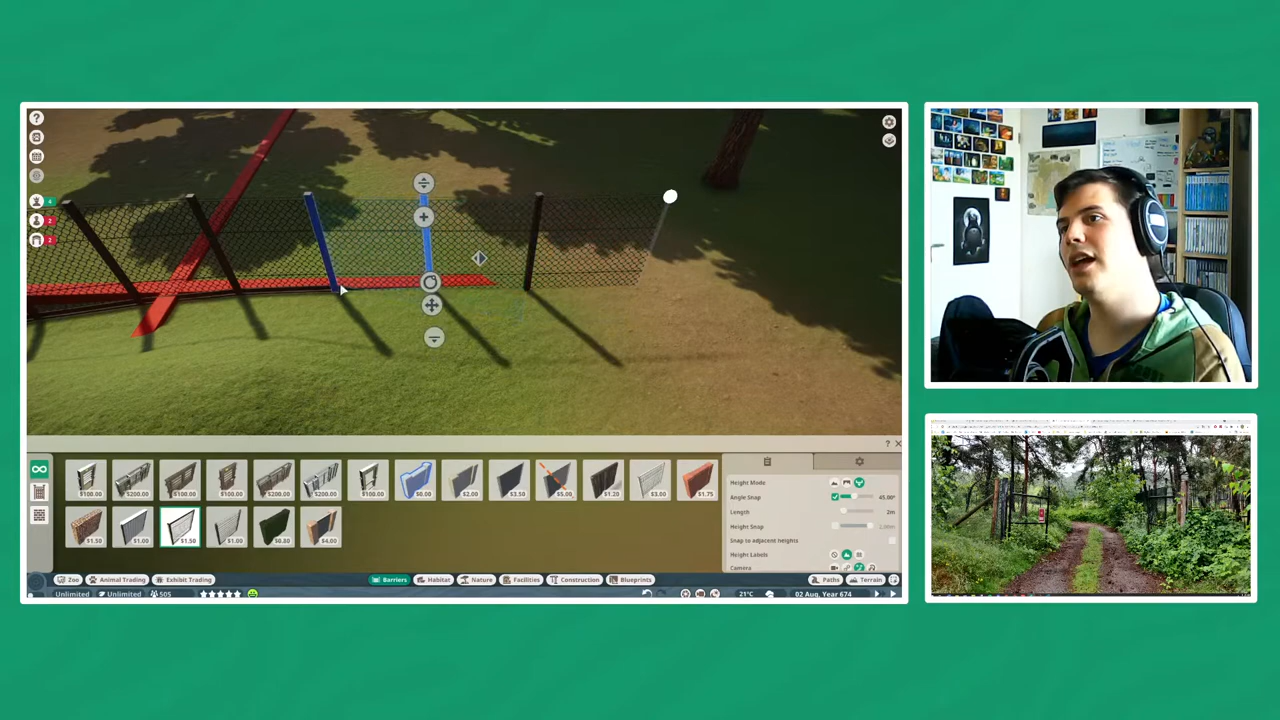 ?
4
2
2
?
$100.00
$200.00
$100.00
$100.00
$200.00
$200.00
$100.00
$0.00
$2.00
$3.50
$5.00
$1.20
$3.00
$1.75
$1.50
$1.00
$1.50
$1.00
$0.80
$4.00
Height Mode
Angle Snap 45.00°
Length 2m
Height Snap
Snap to adjacent heights
Height Labels
Camera
Zoo Animal Trading Exhibit Trading
Barriers Habitat Nature Facilities Construction Blueprints
Paths Terrain
Unlimited Unlimited 505
21°C 02 Aug, Year 674